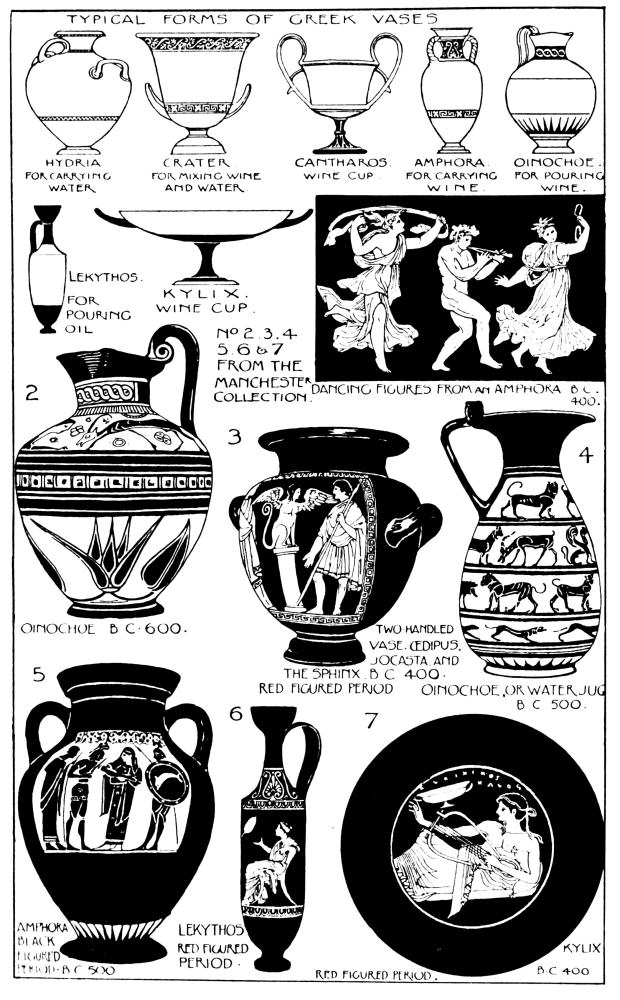 TYPICAL FORMS OF GREEK VASES
HYDRIA
FOR CARRYING
WATER
CRATER
FOR MIXING WINE
AND WATER.
CANTHAROS.
WINE CUP.
AMPHORA.
FOR CARRYING
WINE.
OINOCHOE.
FOR POURING
WINE.
LEKYTHOS.
FOR
POURING
OIL
KYLIX.
WINE CUP.
Nº 2.3.4
5.6 & 7
FROM THE
MANCHESTER
COLLECTION.
DANCING FIGURES FROM AN AMPHORA B.C.
400.
2
OINOCHOE B.C. 600.
3
TWO HANDLED
VASE. ŒDIPUS,
JOCASTA AND
THE SPHINX. B.C 400.
RED FIGURED PERIOD
4
OINOCHOE, OR WATER JUG
B C 500.
5
AMPHORA
BLACK
FIGURED
PERIOD. B.C 500
6
LEKYTHOS
RED FIGURED
PERIOD.
7
KYLIX
RED FIGURED PERIOD.
B.C 400